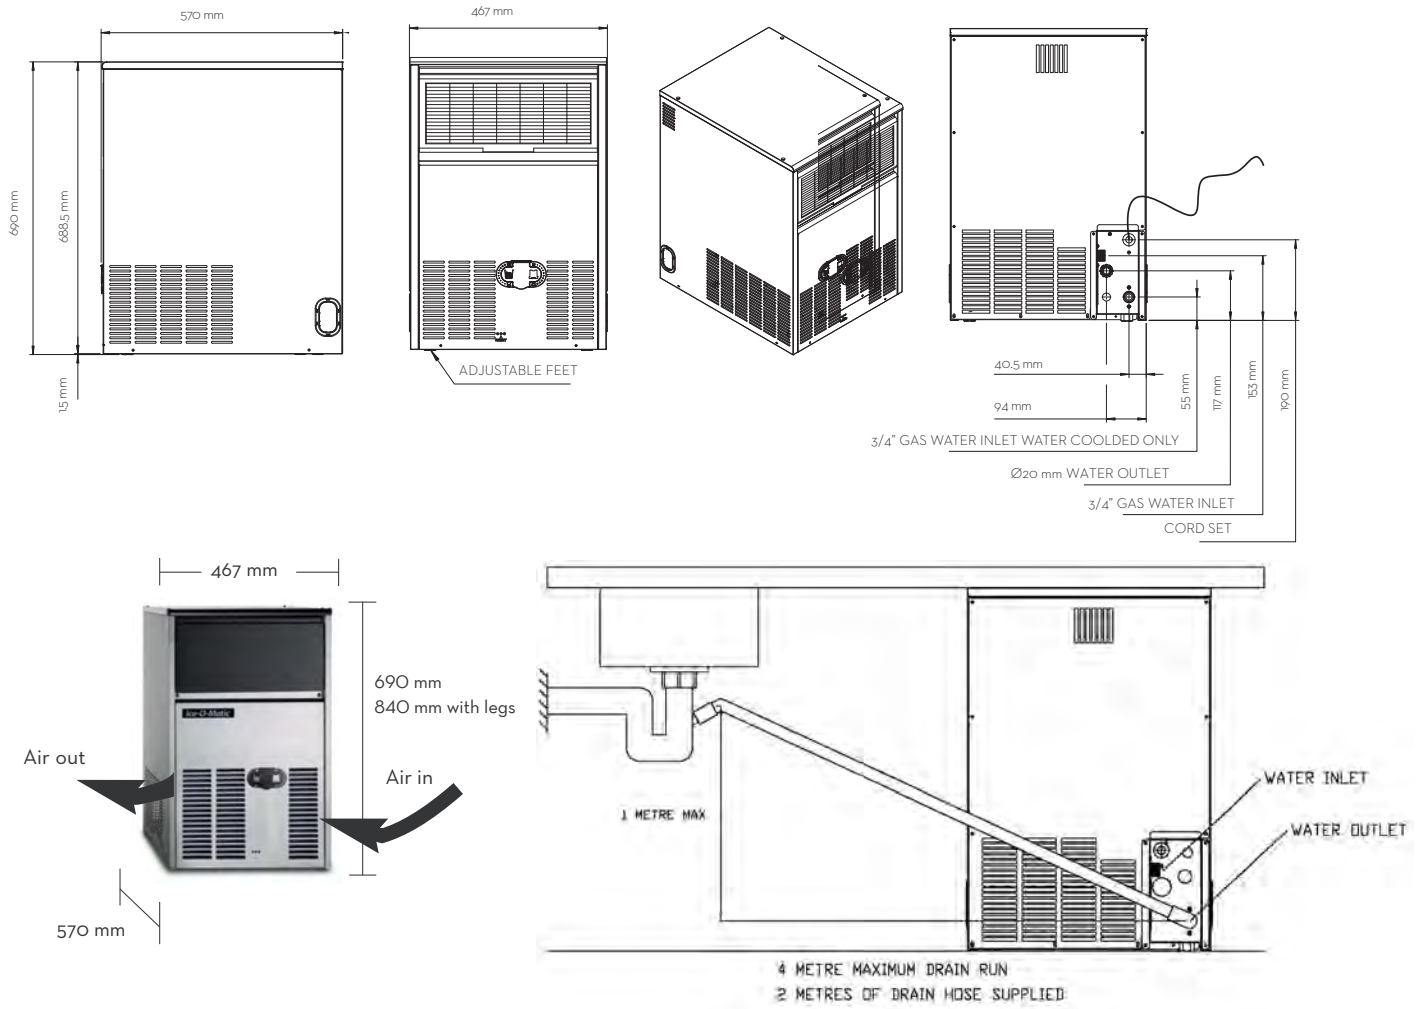 570 mm
467 mm
690 mm
688.5 mm
1.5 mm
ADJUSTABLE FEET
40.5 mm
94 mm
55 mm
117 mm
153 mm
190 mm
3/4" GAS WATER INLET WATER COOLDED ONLY
Ø20 mm WATER OUTLET
3/4" GAS WATER INLET
CORD SET
467 mm
690 mm
840 mm with legs
Ice-O-Matic
Air out
Air in
570 mm
1 METRE MAX
WATER INLET
WATER OUTLET
4 METRE MAXIMUM DRAIN RUN
2 METRES OF DRAIN HOSE SUPPLIED